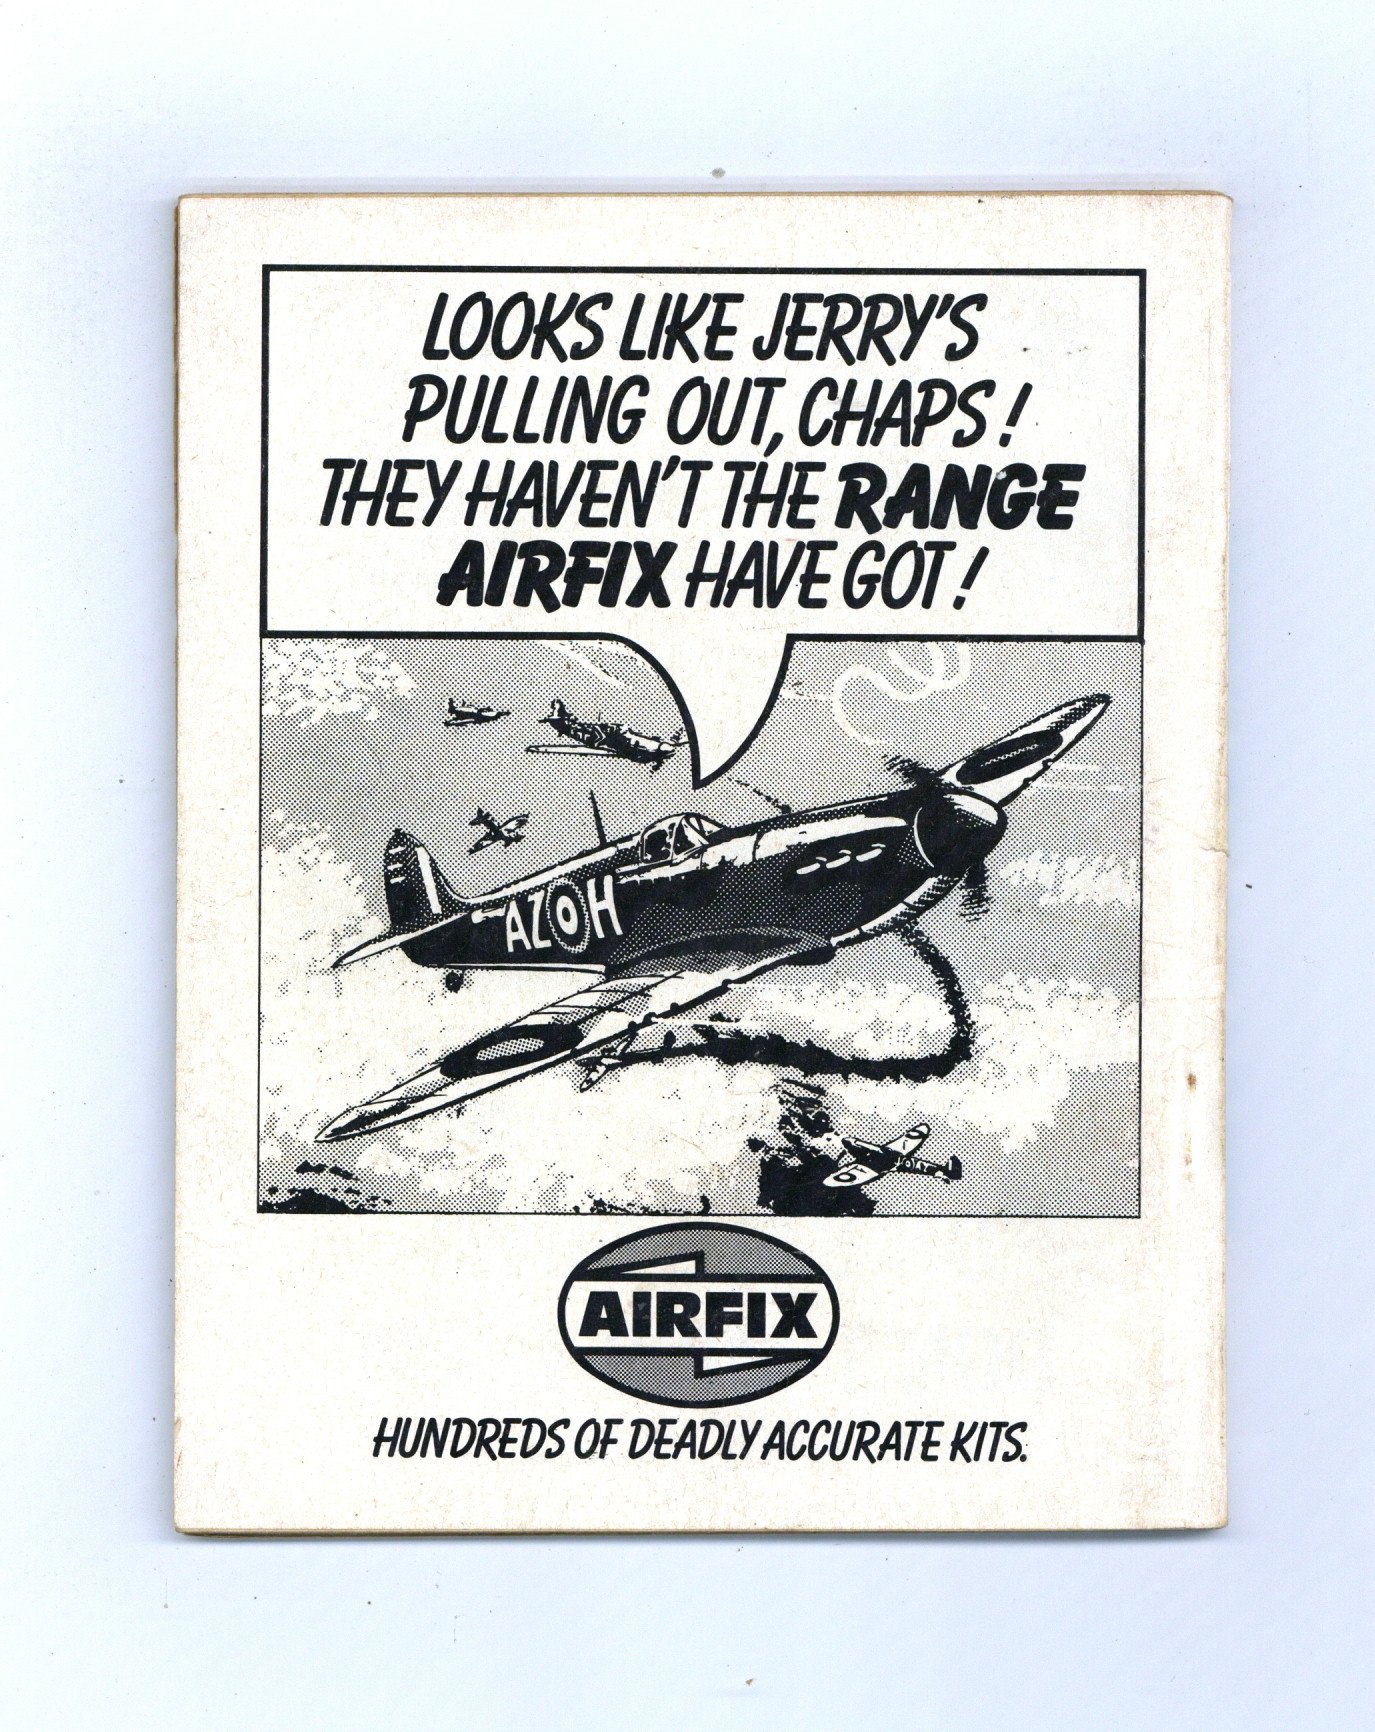 LOOKS LIKE JERRY'S
PULLING OUT, CHAPS!
THEY HAVEN'T THE RANGE
AIRFIX HAVE GOT!
AZ H
AIRFIX
HUNDREDS OF DEADLY ACCURATE KITS.